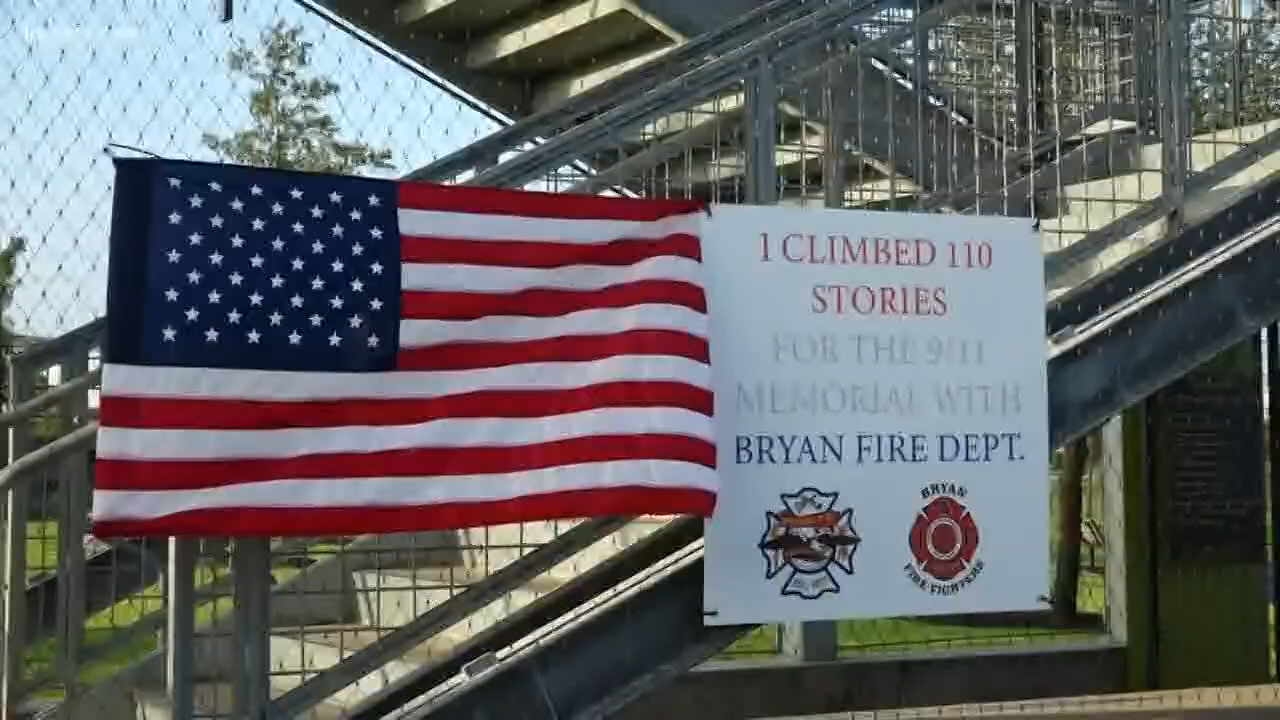 I CLIMBED 110
STORIES
FOR THE 9/11
MEMORIAL WITH
BRYAN FIRE DEPT.
BRYAN
FIRE FIGHTERS